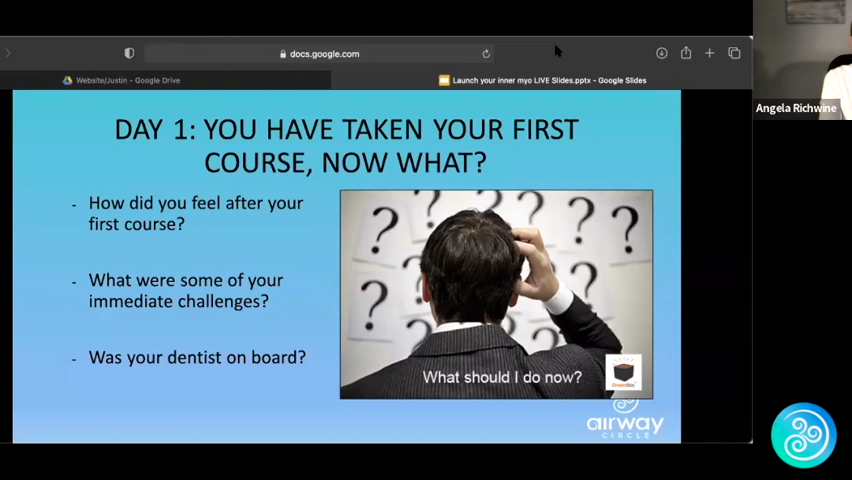 docs.google.com
Website/Justin - Google Drive
Launch your inner myo LIVE Slides.pptx - Google Slides
Angela Richwine
DAY 1: YOU HAVE TAKEN YOUR FIRST
COURSE, NOW WHAT?
- How did you feel after your
first course?
- What were some of your
immediate challenges?
- Was your dentist on board?
? ? ? ? ? ? ?
What should I do now?
airway
CIRCLE